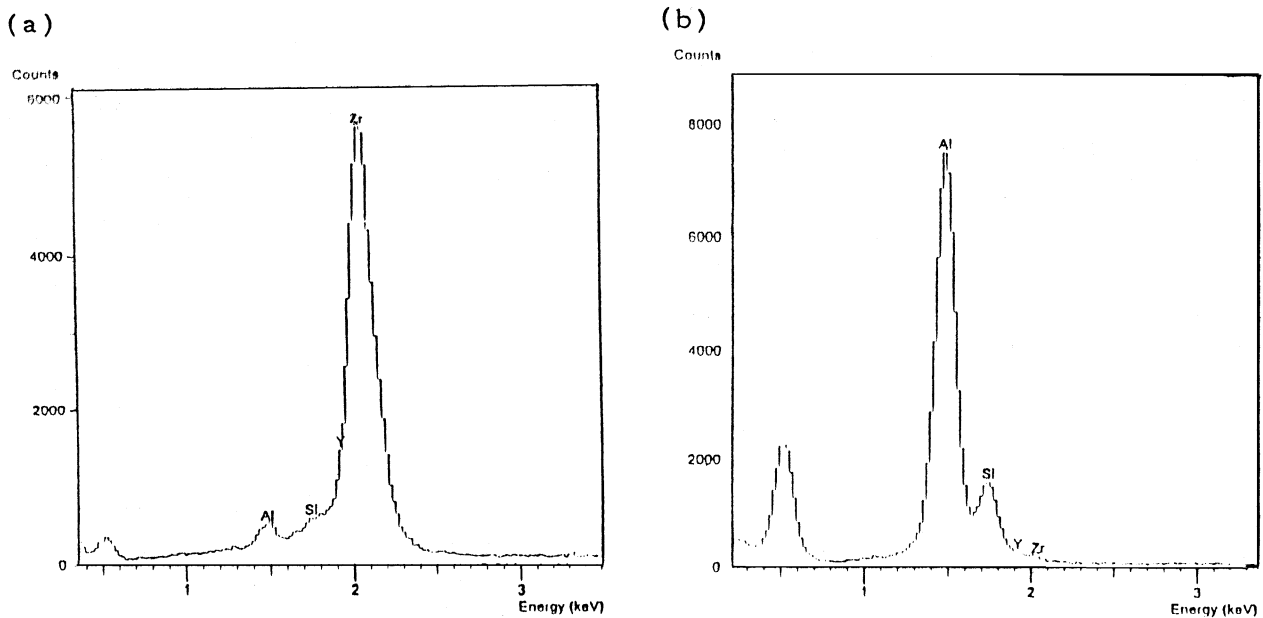 (a)
Counts
6000
Zr
4000
2000
Y
Al
Si
0
1
2
3
Energy (keV)
(b)
Counts
8000
Al
6000
4000
2000
Si
Y
Zr
0
1
2
3
Energy (keV)